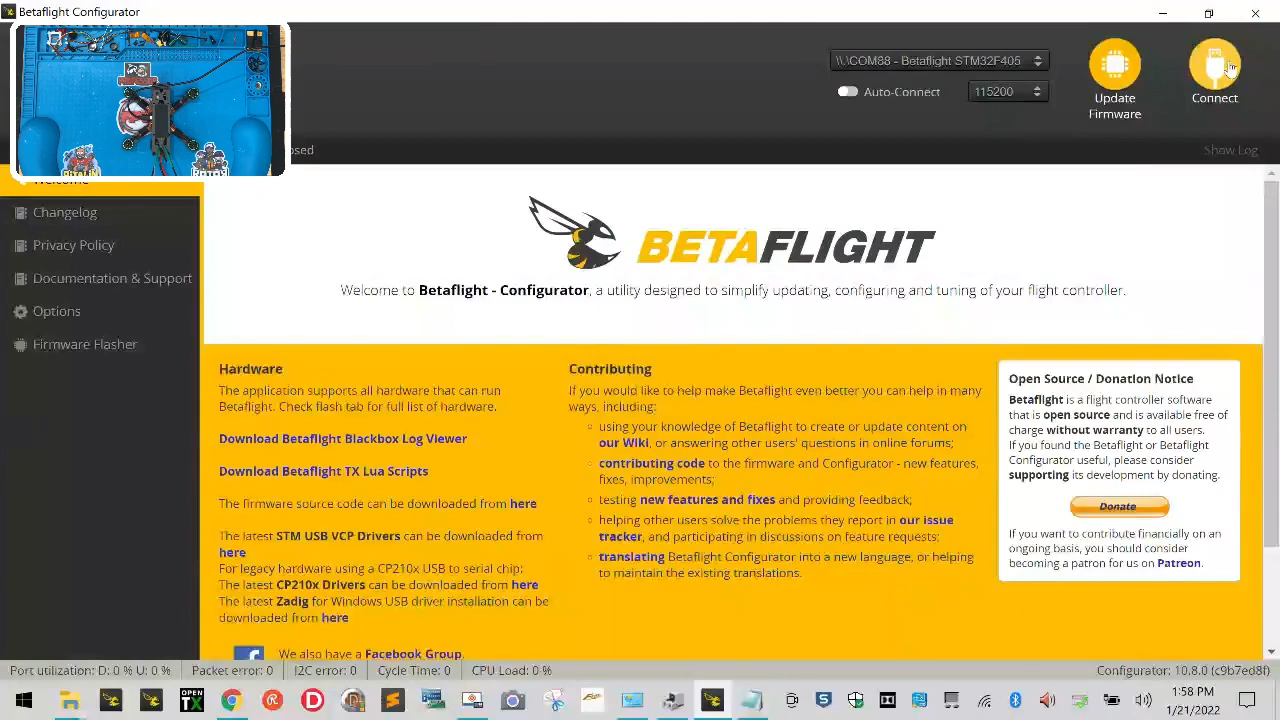 Betaflight Configurator
\\.\COM88 - Betaflight STM32F405
Auto-Connect
115200
Update
Firmware
Connect
Show Log
Welcome
Changelog
Privacy Policy
Documentation & Support
Options
Firmware Flasher
BETAFLIGHT
Welcome to Betaflight - Configurator, a utility designed to simplify updating, configuring and tuning of your flight controller.
Hardware
The application supports all hardware that can run
Betaflight. Check flash tab for full list of hardware.
Download Betaflight Blackbox Log Viewer
Download Betaflight TX Lua Scripts
The firmware source code can be downloaded from here
The latest STM USB VCP Drivers can be downloaded from
here
For legacy hardware using a CP210x USB to serial chip:
The latest CP210x Drivers can be downloaded from here
The latest Zadig for Windows USB driver installation can be
downloaded from here
We also have a Facebook Group.
Contributing
If you would like to help make Betaflight even better you can help in many
ways, including:
using your knowledge of Betaflight to create or update content on
our Wiki, or answering other users' questions in online forums;
contributing code to the firmware and Configurator - new features,
fixes, improvements;
testing new features and fixes and providing feedback;
helping other users solve the problems they report in our issue
tracker, and participating in discussions on feature requests;
translating Betaflight Configurator into a new language, or helping
to maintain the existing translations.
Open Source / Donation Notice
Betaflight is a flight controller software
that is open source and is available free of
charge without warranty to all users.
If you found the Betaflight or Betaflight
Configurator useful, please consider
supporting its development by donating.
Donate
If you want to contribute financially on an
ongoing basis, you should consider
becoming a patron for us on Patreon.
Port utilization: D: 0 % U: 0 %
Packet error: 0
I2C error: 0
Cycle Time: 0
CPU Load: 0 %
Configurator: 10.8.0 (c9b7ed8f)
OPEN
TX
1:58 PM
1/21/2022